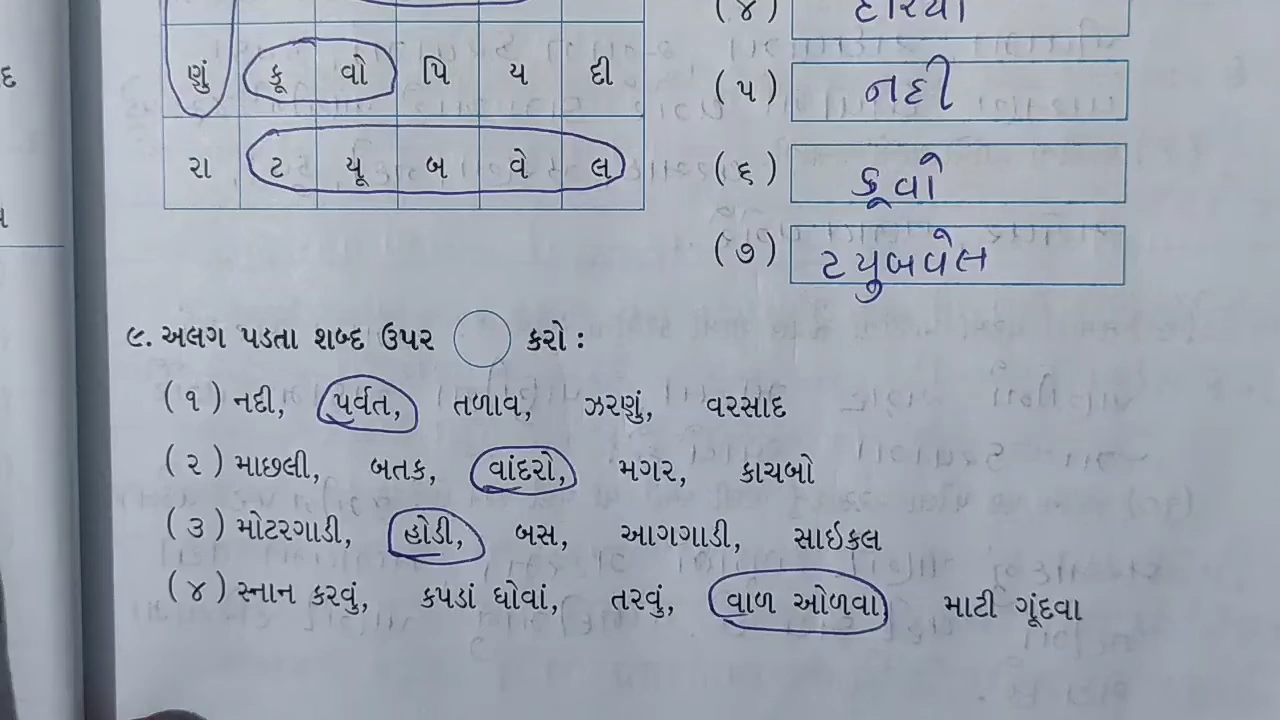 (૪) દરિયો
ણું કૂ વો પિ ય દી
(૫) નદી
રા ટ યૂ બ વે લ
(૬) કૂવો
(૭) ટયુબવેલ
૯. અલગ પડતા શબ્દ ઉપર કરો :
(૧) નદી, પર્વત, તળાવ, ઝરણું, વરસાદ
(૨) માછલી, બતક, વાંદરો, મગર, કાચબો
(૩) મોટરગાડી, હોડી, બસ, આગગાડી, સાઇકલ
(૪) સ્નાન કરવું, કપડાં ધોવાં, તરવું, વાળ ઓળવા માટી ગૂંદવા